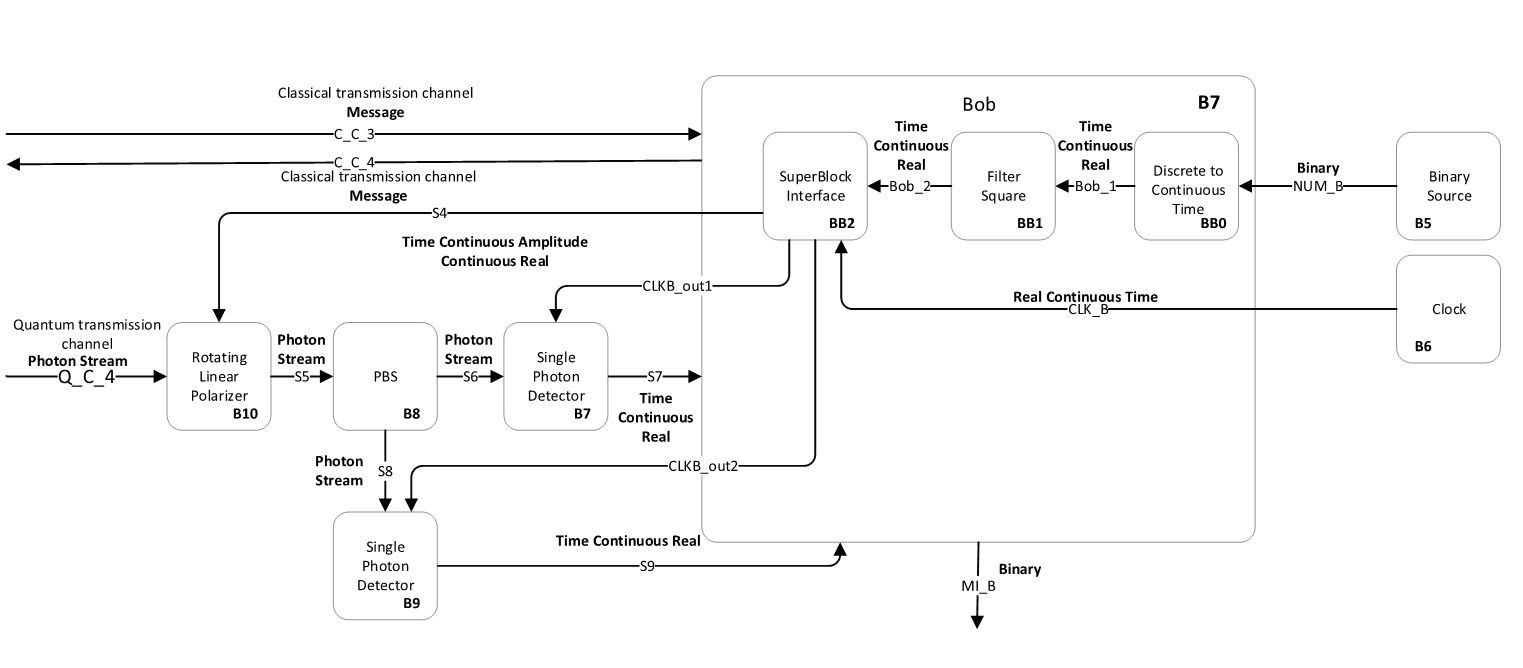 Classical transmission channel
Message
C_C_3
C_C_4
Classical transmission channel
Message
S4
Time Continuous Amplitude
Continuous Real
Bob
B7
SuperBlock
Interface
BB2
Time
Continuous
Real
Bob_2
Filter
Square
BB1
Time
Continuous
Real
Bob_1
Discrete to
Continuous
Time
BB0
Binary
NUM_B
Binary
Source
B5
CLKB_out1
Real Continuous Time
CLK_B
Clock
B6
Quantum transmission
channel
Photon Stream
Q_C_4
Rotating
Linear
Polarizer
B10
Photon
Stream
S5
PBS
B8
Photon
Stream
S6
Single
Photon
Detector
B7
S7
Time
Continuous
Real
Photon
Stream
S8
CLKB_out2
Single
Photon
Detector
B9
Time Continuous Real
S9
Binary
MI_B